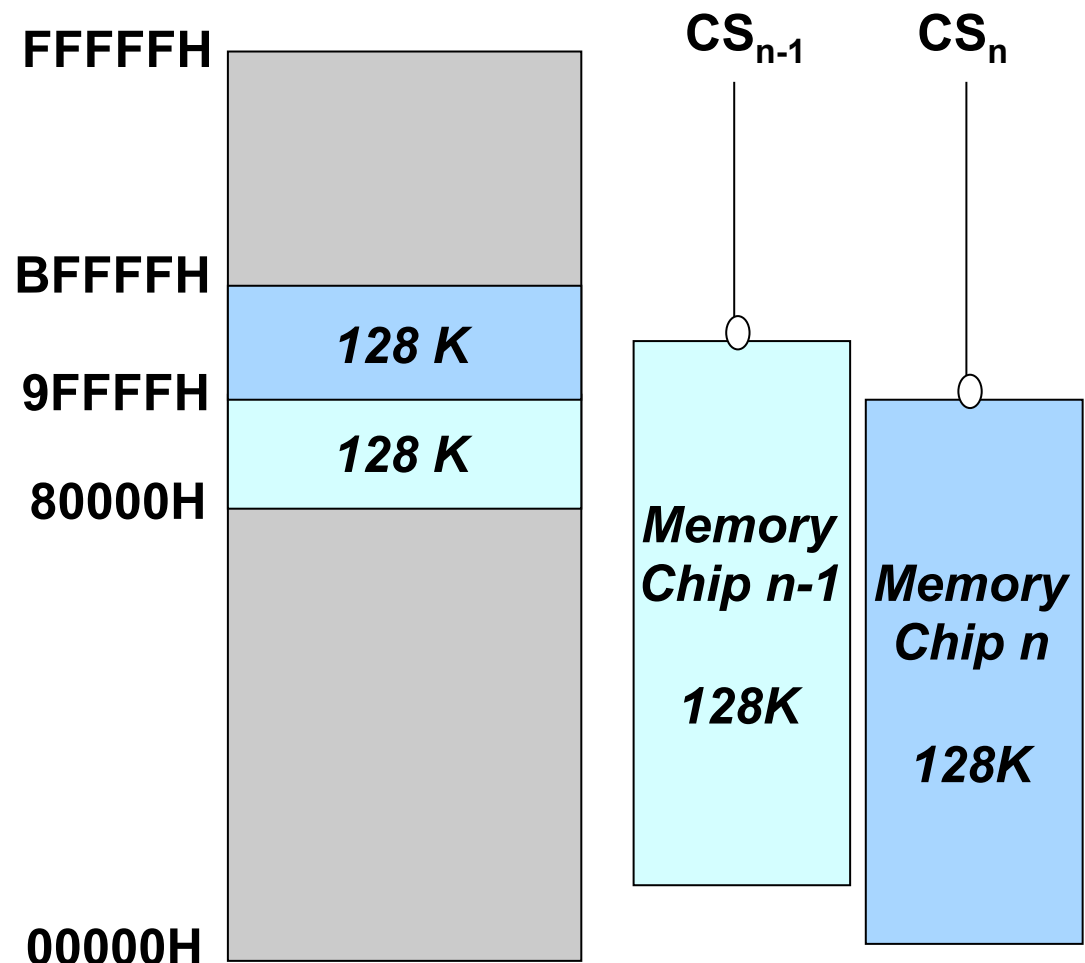 FFFFFH
BFFFFH
128 K
9FFFFH
128 K
80000H
00000H
CSn-1
CSn
Memory
Chip n-1
128K
Memory
Chip n
128K